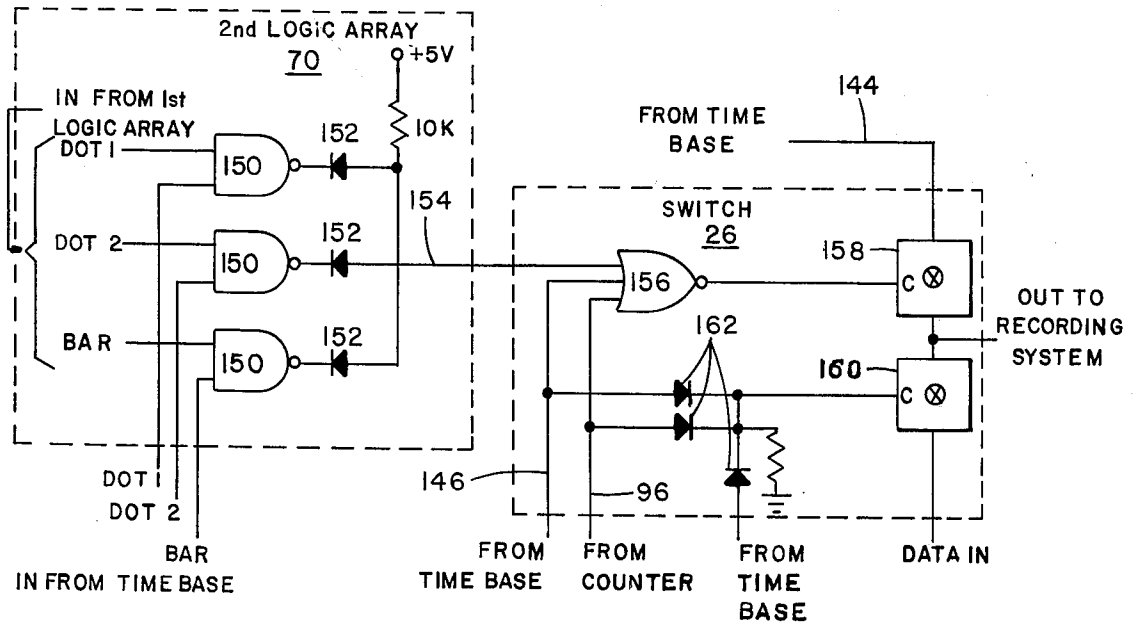 2nd LOGIC ARRAY
70
+5V
IN FROM 1st
LOGIC ARRAY
DOT 1
150
152
10K
DOT 2
150
152
154
BAR
150
152
DOT 1
DOT 2
BAR
IN FROM TIME BASE
144
FROM TIME
BASE
SWITCH
26
156
158
C
OUT TO
RECORDING
SYSTEM
162
160
C
146
96
FROM
TIME BASE
FROM
COUNTER
FROM
TIME
BASE
DATA IN